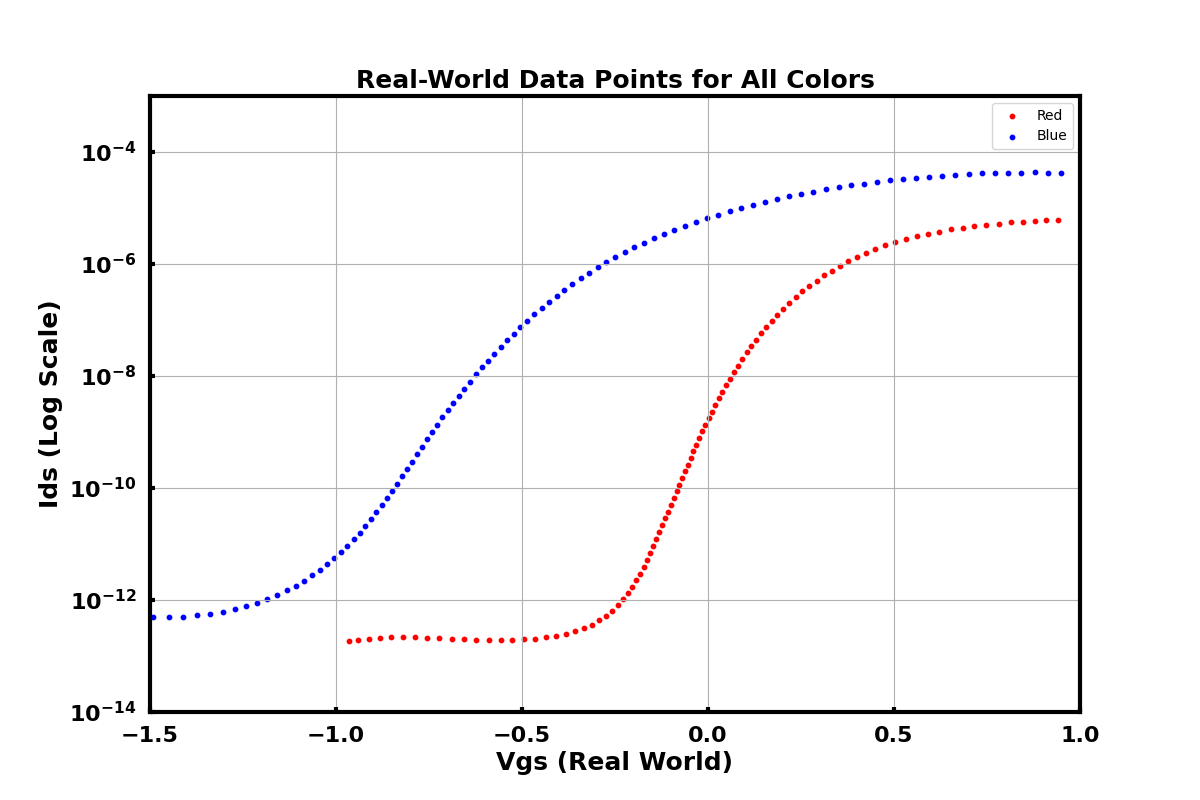 Real-World Data Points for All Colors
Red
Blue
10⁻⁴
10⁻⁶
10⁻⁸
10⁻¹⁰
10⁻¹²
10⁻¹⁴
Ids (Log Scale)
−1.5 −1.0 −0.5 0.0 0.5 1.0
Vgs (Real World)